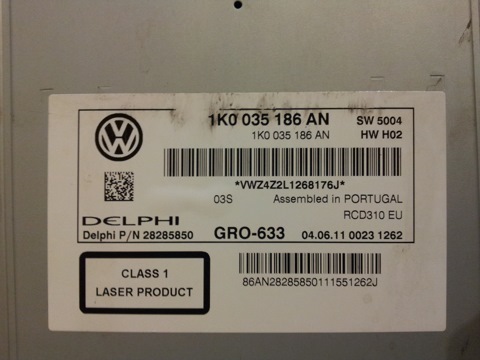 1K0 035 186 AN SW 5004
1K0 035 186 AN HW H02
*VWZ4Z2L1268176J*
03S Assembled in PORTUGAL
RCD310 EU
DELPHI
Delphi P/N 28285850 GRO-633 04.06.11 0023 1262
CLASS 1
LASER PRODUCT
86AN28285850111551262J